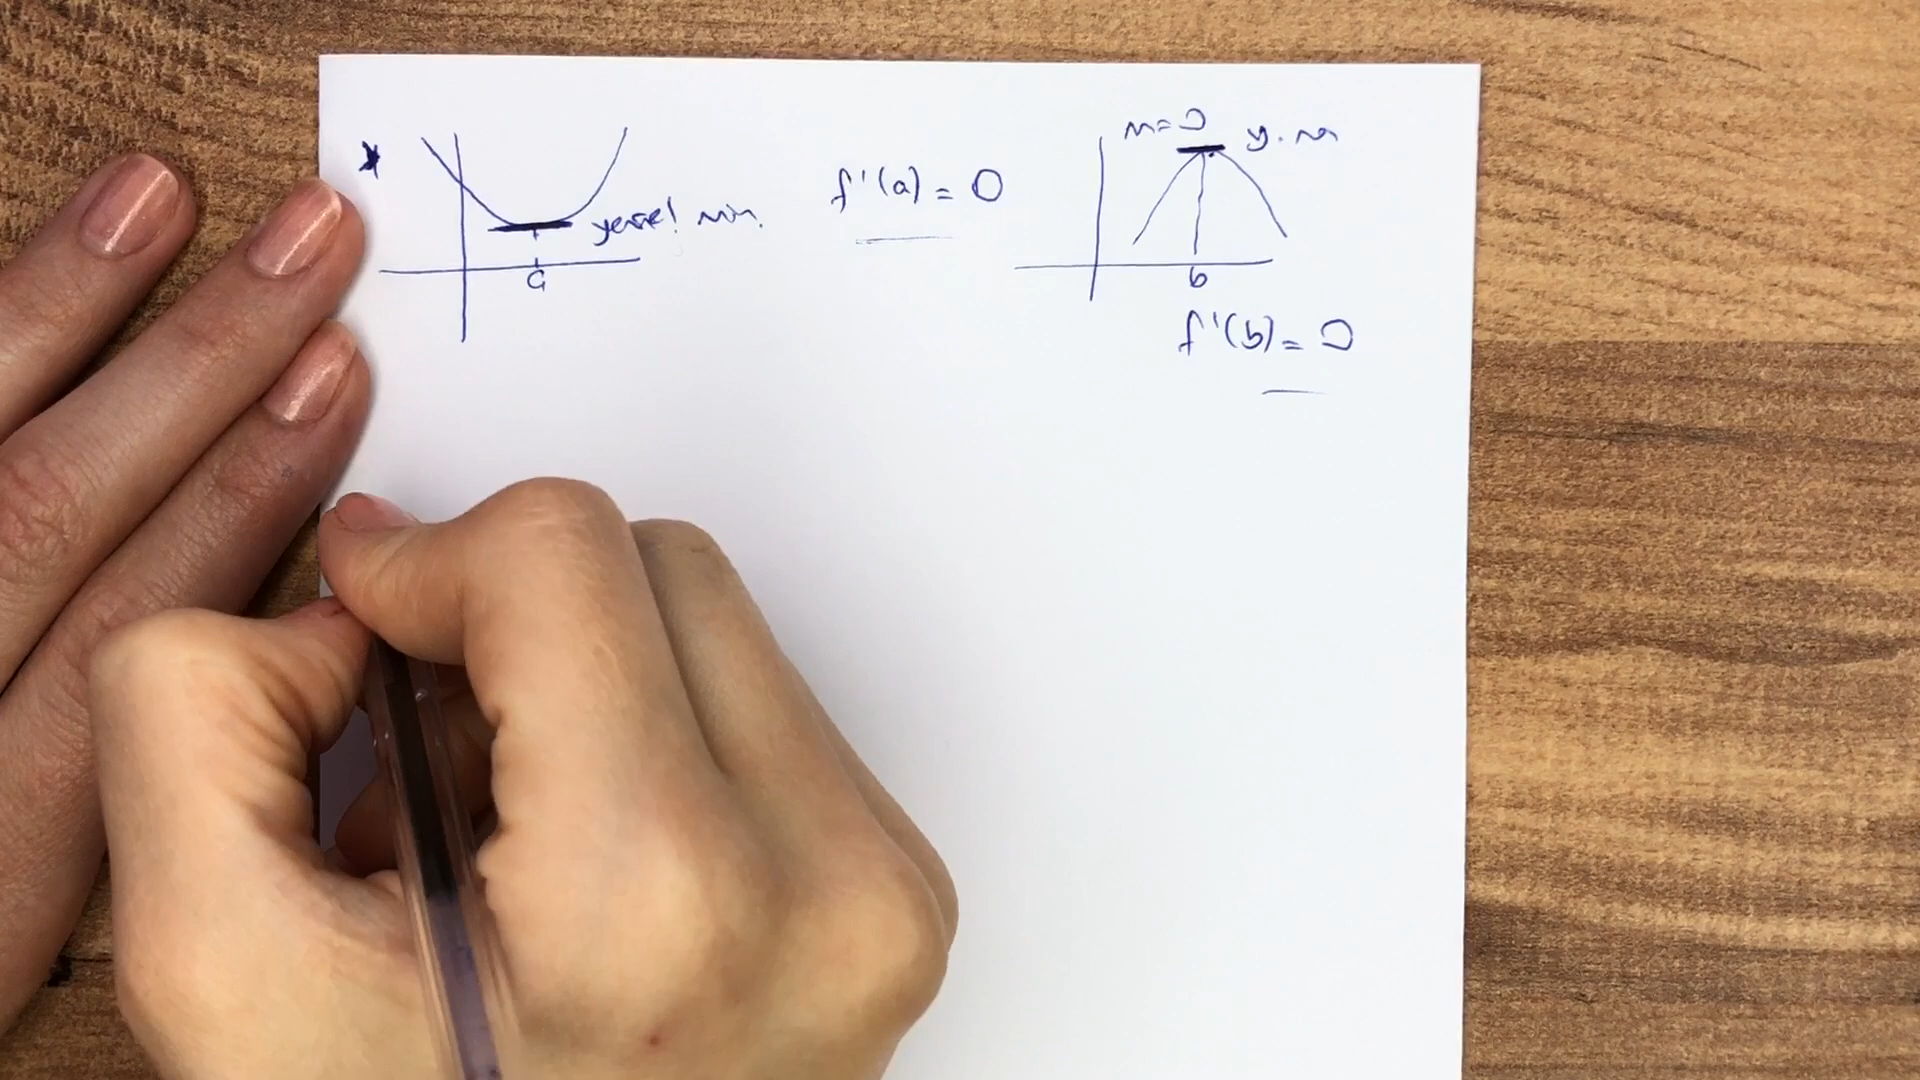 yerel min.
a
f'(a) = 0
m=0
y.
b
f'(b) = 0